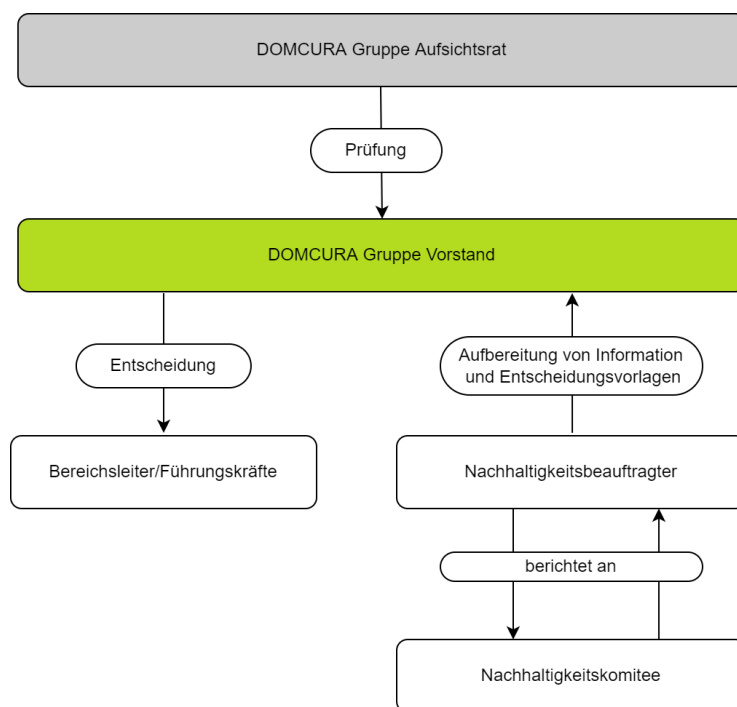 DOMCURA Gruppe Aufsichtsrat
Prüfung
DOMCURA Gruppe Vorstand
Entscheidung
Aufbereitung von Information
und Entscheidungsvorlagen
Bereichsleiter/Führungskräfte
Nachhaltigkeitsbeauftragter
berichtet an
Nachhaltigkeitskomitee